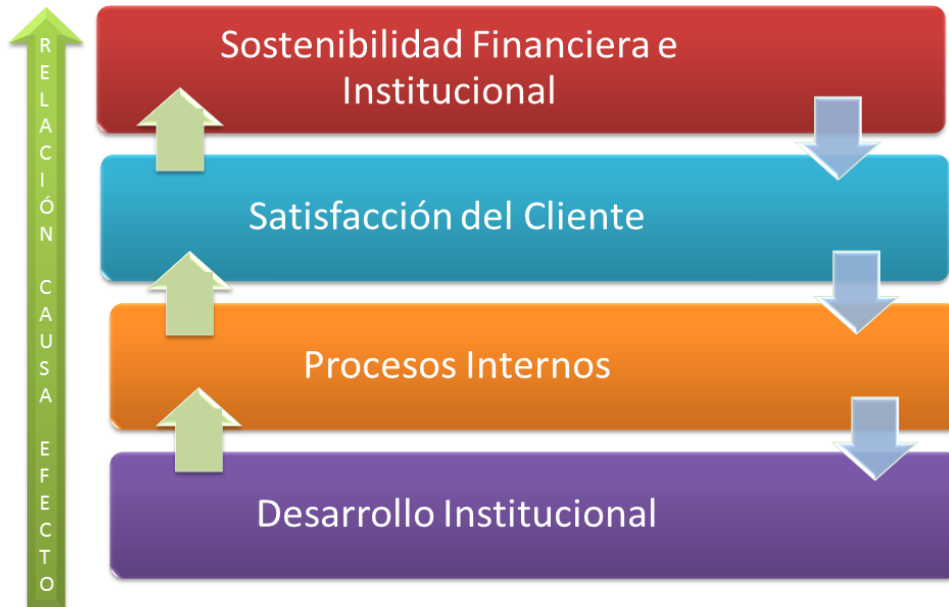 RELACIÓN CAUSA EFECTO
Sostenibilidad Financiera e
Institucional
Satisfacción del Cliente
Procesos Internos
Desarrollo Institucional